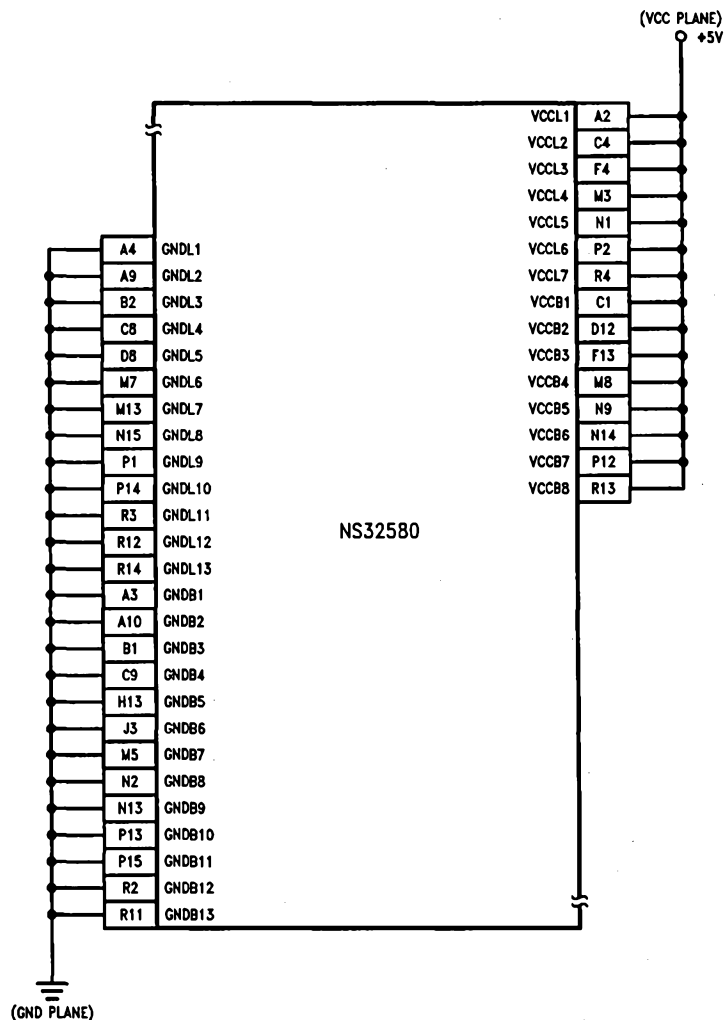 (VCC PLANE)
+5V
VCCL1 A2
VCCL2 C4
VCCL3 F4
VCCL4 M3
VCCL5 N1
VCCL6 P2
VCCL7 R4
VCCB1 C1
VCCB2 D12
VCCB3 F13
VCCB4 M8
VCCB5 N9
VCCB6 N14
VCCB7 P12
VCCB8 R13
A4 GNDL1
A9 GNDL2
B2 GNDL3
C8 GNDL4
D8 GNDL5
M7 GNDL6
M13 GNDL7
N15 GNDL8
P1 GNDL9
P14 GNDL10
R3 GNDL11
R12 GNDL12
R14 GNDL13
A3 GNDB1
A10 GNDB2
B1 GNDB3
C9 GNDB4
H13 GNDB5
J3 GNDB6
M5 GNDB7
N2 GNDB8
N13 GNDB9
P13 GNDB10
P15 GNDB11
R2 GNDB12
R11 GNDB13
NS32580
(GND PLANE)